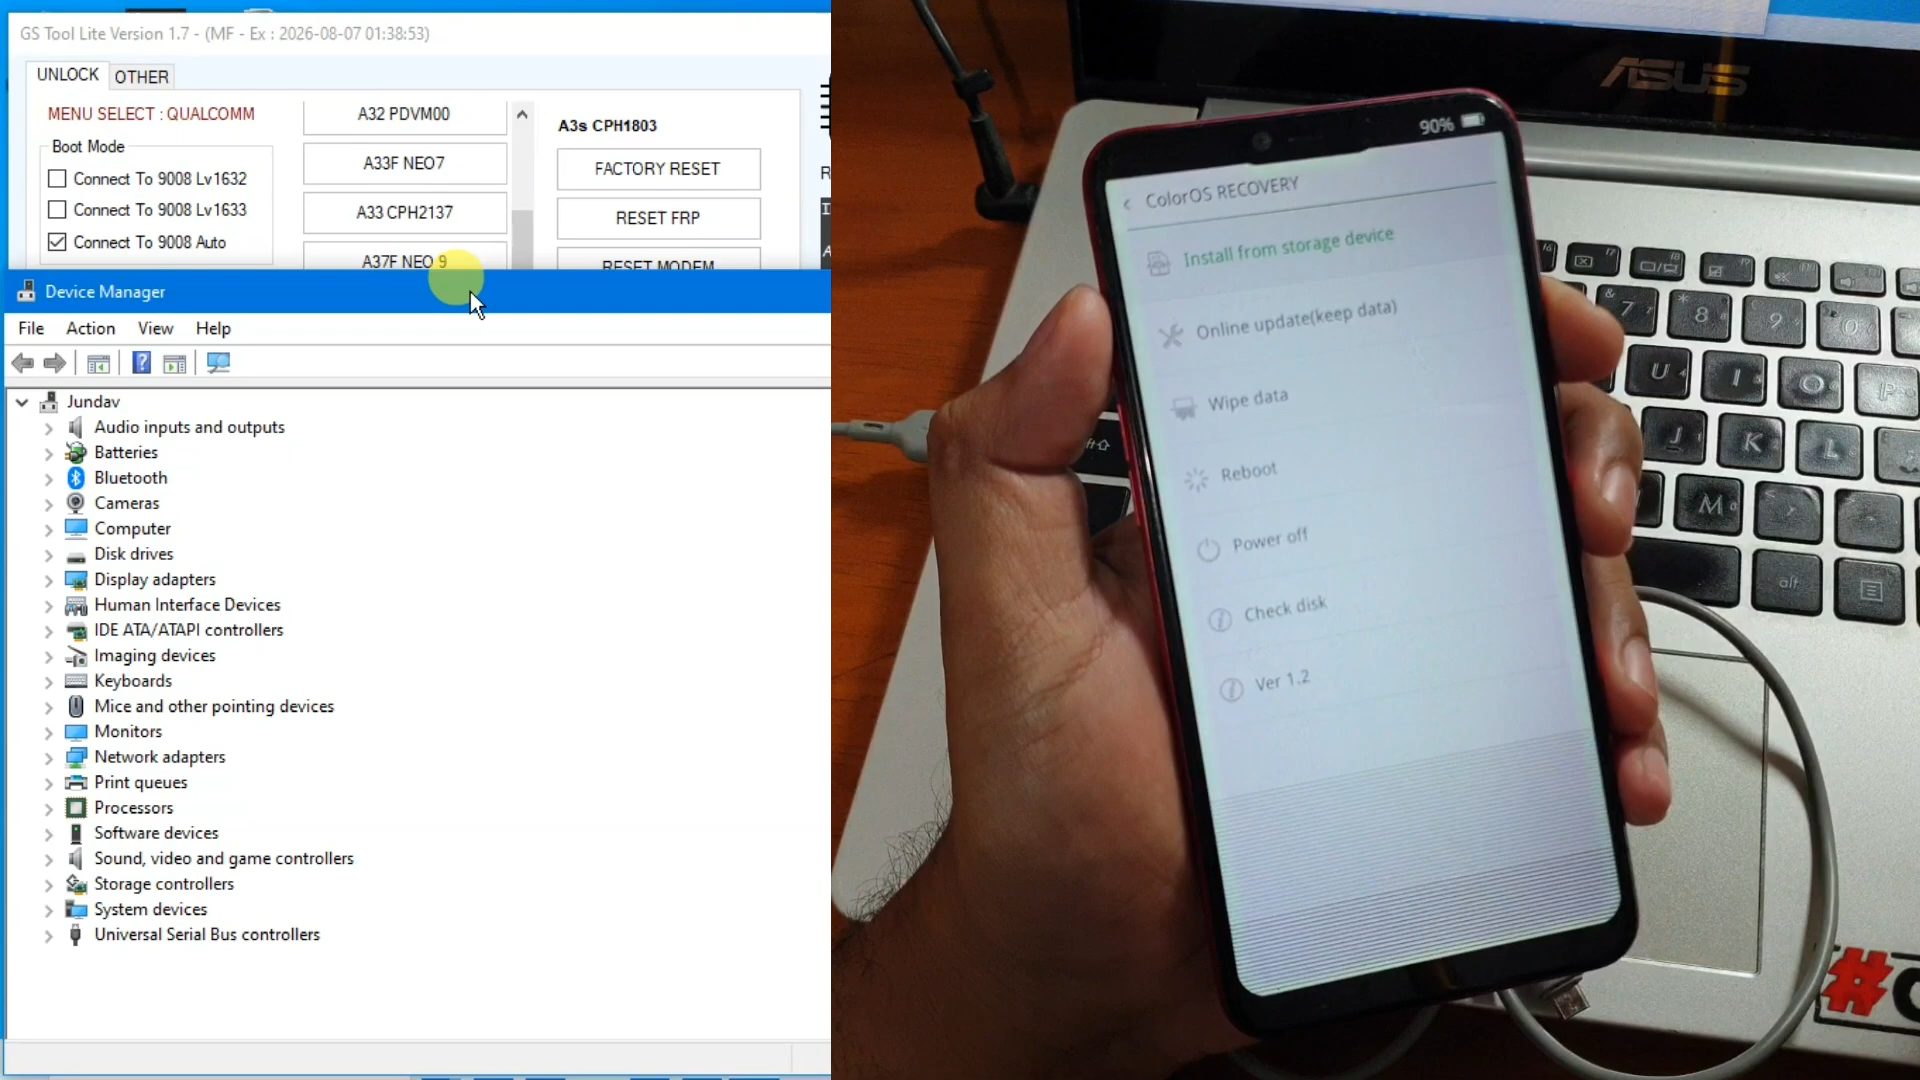 GS Tool Lite Version 1.7 - (MF - Ex : 2026-08-07 01:38:53)
UNLOCK
OTHER
MENU SELECT : QUALCOMM
Boot Mode
Connect To 9008 Lv1632
Connect To 9008 Lv1633
Connect To 9008 Auto
A32 PDVM00
A33F NEO7
A33 CPH2137
A37F NEO 9
A3s CPH1803
FACTORY RESET
RESET FRP
RESET MODEM
Device Manager
File Action View Help
Jundav
Audio inputs and outputs
Batteries
Bluetooth
Cameras
Computer
Disk drives
Display adapters
Human Interface Devices
IDE ATA/ATAPI controllers
Imaging devices
Keyboards
Mice and other pointing devices
Monitors
Network adapters
Print queues
Processors
Software devices
Sound, video and game controllers
Storage controllers
System devices
Universal Serial Bus controllers
ASUS
90%
ColorOS RECOVERY
Install from storage device
Online update(keep data)
Wipe data
Reboot
Power off
Check disk
Ver 1.2
& 7
* 8
9
U 4
I 5
O
P
J
K
L
M
alt